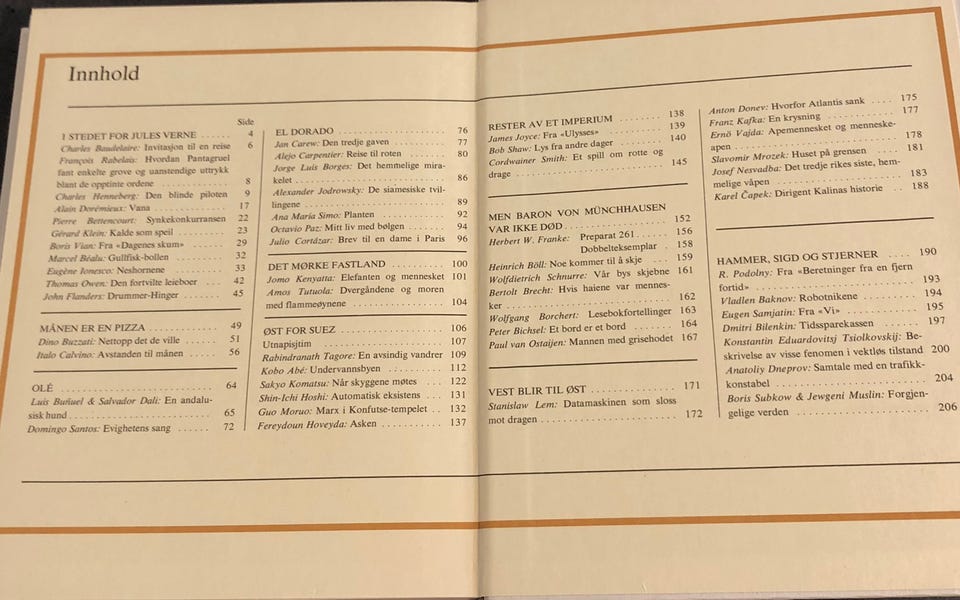 Innhold
Side
I STEDET FOR JULES VERNE ...... 4
Charles Baudelaire: Invitasjon til en reise 6
François Rabelais: Hvordan Pantagruel
fant enkelte grove og uanstendige uttrykk
blant de opptinte ordene .............. 8
Charles Henneberg: Den blinde piloten 9
Alain Dorémieux: Vana ............ 17
Pierre Bettencourt: Synkekonkurransen 22
Gérard Klein: Kalde som speil ........ 23
Boris Vian: Fra «Dagenes skum» ...... 29
Marcel Béalu: Gullfisk-bollen ........ 32
Eugène Ionesco: Neshornene ........ 33
Thomas Owen: Den fortvilte leieboer ... 42
John Flanders: Drummer-Hinger ...... 45
MÅNEN ER EN PIZZA .............. 49
Dino Buzzati: Nettopp det de ville ...... 51
Italo Calvino: Avstanden til månen .... 56
OLÉ ............................ 64
Luis Buñuel & Salvador Dali: En andalu-
sisk hund ........................ 65
Domingo Santos: Evighetens sang ...... 72
EL DORADO .................... 76
Jan Carew: Den tredje gaven .......... 77
Alejo Carpentier: Reise til roten ........ 80
Jorge Luis Borges: Det hemmelige mira-
kelet ............................ 86
Alexander Jodrowsky: De siamesiske tvil-
lingene .......................... 89
Ana María Simo: Planten ............ 92
Octavio Paz: Mitt liv med bølgen ...... 94
Julio Cortázar: Brev til en dame i Paris 96
DET MØRKE FASTLAND .......... 100
Jomo Kenyatta: Elefanten og mennesket 101
Amos Tutuola: Dvergåndene og moren
med flammeøynene ................ 104
ØST FOR SUEZ .................. 106
Utnapisjtim ...................... 107
Rabindranath Tagore: En avsindig vandrer 109
Kobo Abé: Undervannsbyen .......... 112
Sakyo Komatsu: Når skyggene møtes .. 122
Shin-Ichi Hoshi: Automatisk eksistens .. 131
Guo Moruo: Marx i Konfutse-tempelet .. 132
Fereydoun Hoveyda: Asken .......... 137
RESTER AV ET IMPERIUM ........ 138
James Joyce: Fra «Ulysses» .......... 139
Bob Shaw: Lys fra andre dager ........ 140
Cordwainer Smith: Et spill om rotte og
drage ............................ 145
MEN BARON VON MÜNCHHAUSEN
VAR IKKE DØD .................. 152
Herbert W. Franke: Preparat 261 ...... 156
Dobbelteksemplar . 158
Heinrich Böll: Noe kommer til å skje .... 159
Wolfdietrich Schnurre: Vår bys skjebne 161
Bertolt Brecht: Hvis haiene var mennes-
ker .............................. 162
Wolfgang Borchert: Lesebokfortellinger 163
Peter Bichsel: Et bord er et bord ...... 164
Paul van Ostaijen: Mannen med grisehodet 167
VEST BLIR TIL ØST .............. 171
Stanislaw Lem: Datamaskinen som sloss
mot dragen ...................... 172
Anton Donev: Hvorfor Atlantis sank .... 175
Franz Kafka: En krysning ............ 177
Ernö Vajda: Apemennesket og menneske-
apen ............................ 178
Slavomir Mrozek: Huset på grensen .... 181
Josef Nesvadba: Det tredje rikes siste, hem-
melige våpen .................... 183
Karel Čapek: Dirigent Kalinas historie .. 188
HAMMER, SIGD OG STJERNER .... 190
R. Podolny: Fra «Beretninger fra en fjern
fortid» .......................... 193
Vladlen Baknov: Robotnikene ........ 194
Eugen Samjatin: Fra «Vi» ............ 195
Dmitri Bilenkin: Tidssparekassen ...... 197
Konstantin Eduardovitsj Tsiolkovskij: Be-
skrivelse av visse fenomen i vektløs tilstand 200
Anatoliy Dneprov: Samtale med en trafikk-
konstabel ........................ 204
Boris Subkow & Jewgeni Muslin: Forgjen-
gelige verden .................... 206